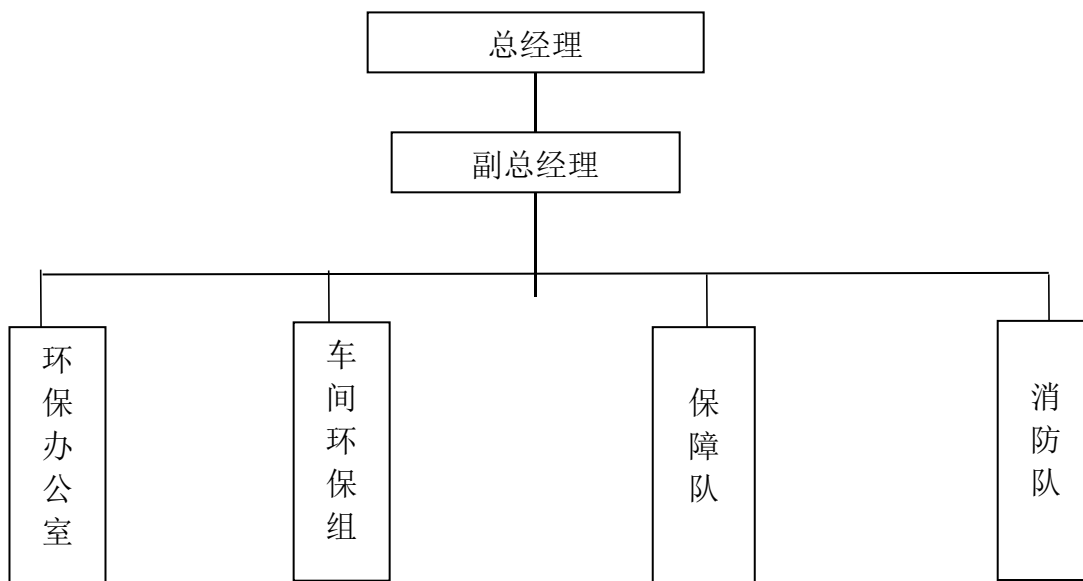 总经理
副总经理
环保办公室
车间环保组
保障队
消防队